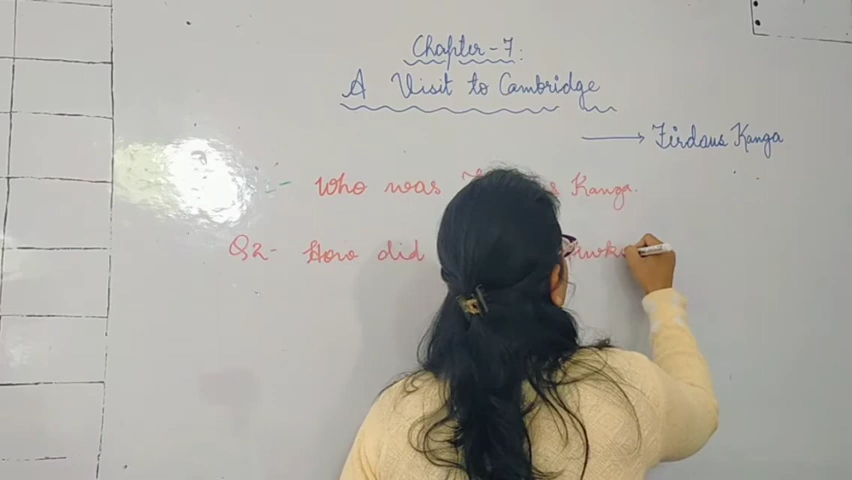 Chapter-7:
A Visit to Cambridge
→ Firdaus Kanga
Who was Kanga.
Q2- How did